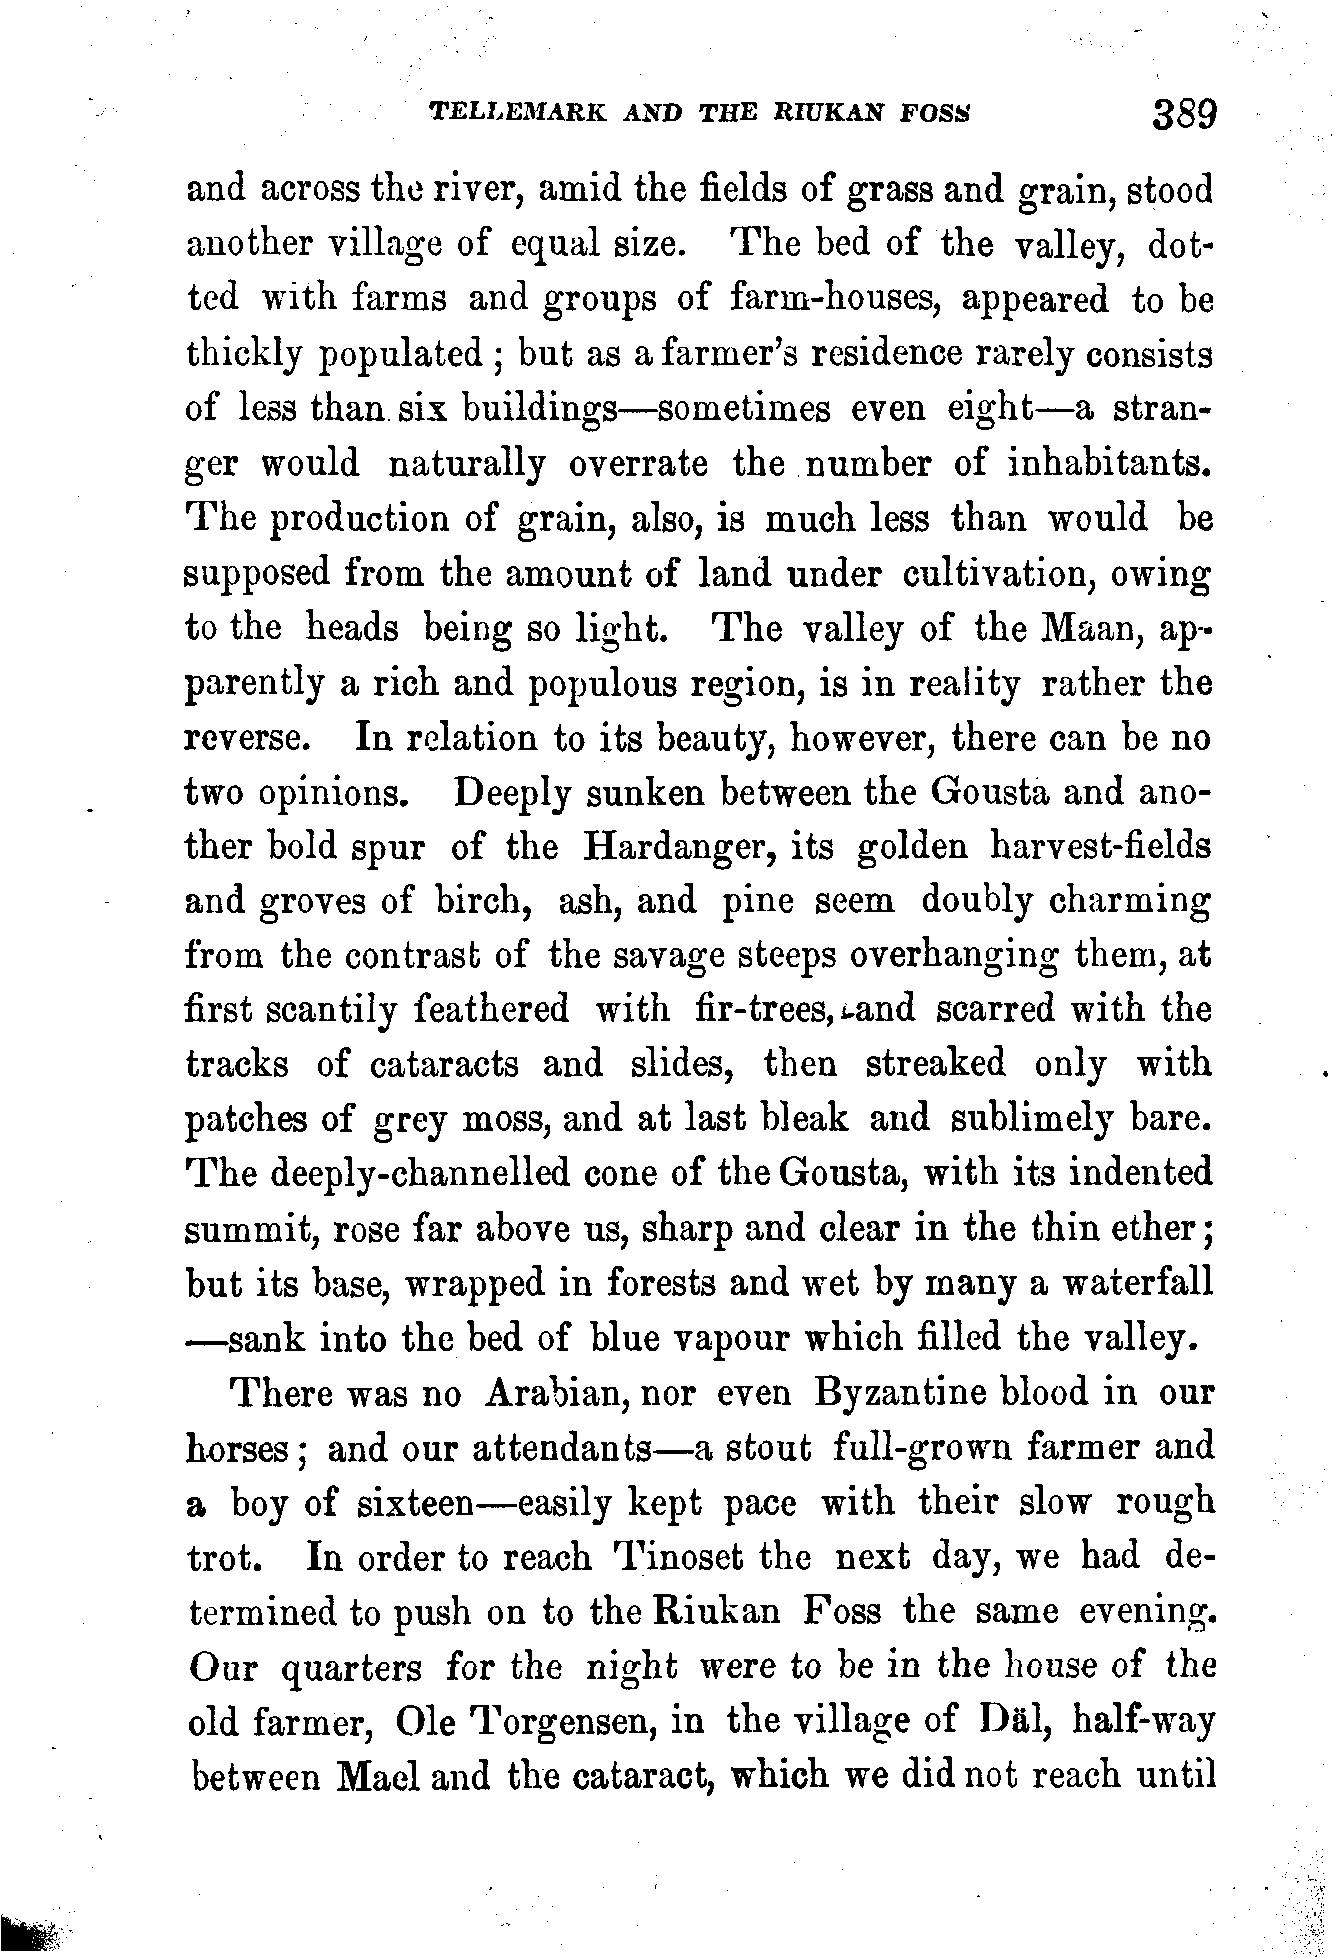 TELLEMARK AND THE RIUKAN FOSS 389
and across the river, amid the fields of grass and grain, stood
another village of equal size. The bed of the valley, dot-
ted with farms and groups of farm-houses, appeared to be
thickly populated; but as a farmer's residence rarely consists
of less than six buildings—sometimes even eight—a stran-
ger would naturally overrate the number of inhabitants.
The production of grain, also, is much less than would be
supposed from the amount of land under cultivation, owing
to the heads being so light. The valley of the Maan, ap-
parently a rich and populous region, is in reality rather the
reverse. In relation to its beauty, however, there can be no
two opinions. Deeply sunken between the Gousta and ano-
ther bold spur of the Hardanger, its golden harvest-fields
and groves of birch, ash, and pine seem doubly charming
from the contrast of the savage steeps overhanging them, at
first scantily feathered with fir-trees, and scarred with the
tracks of cataracts and slides, then streaked only with
patches of grey moss, and at last bleak and sublimely bare.
The deeply-channelled cone of the Gousta, with its indented
summit, rose far above us, sharp and clear in the thin ether;
but its base, wrapped in forests and wet by many a waterfall
—sank into the bed of blue vapour which filled the valley.
There was no Arabian, nor even Byzantine blood in our
horses; and our attendants—a stout full-grown farmer and
a boy of sixteen—easily kept pace with their slow rough
trot. In order to reach Tinoset the next day, we had de-
termined to push on to the Riukan Foss the same evening.
Our quarters for the night were to be in the house of the
old farmer, Ole Torgensen, in the village of Däl, half-way
between Mael and the cataract, which we did not reach until